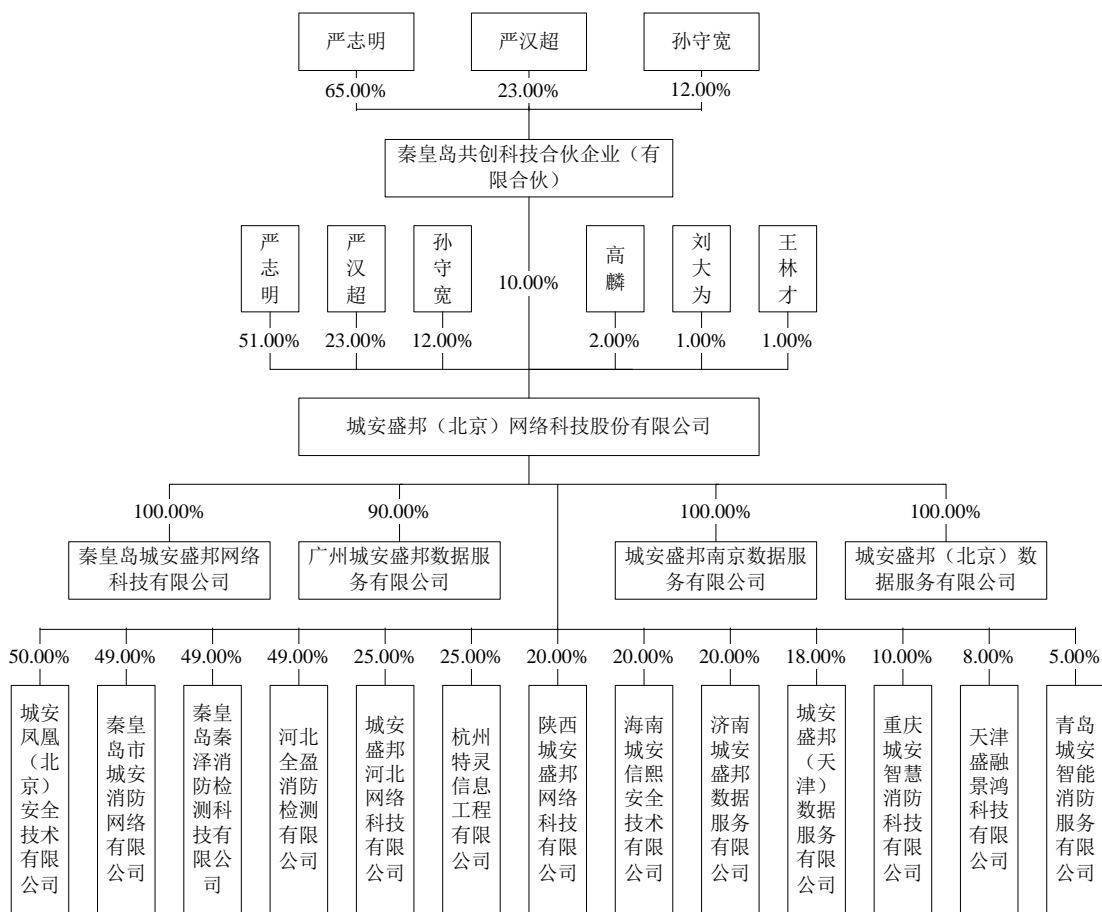 严志明
严汉超
孙守宽
65.00%
23.00%
12.00%
秦皇岛共创科技合伙企业（有
限合伙）
严志明
严汉超
孙守宽
高麟
刘大为
王林才
10.00%
51.00%
23.00%
12.00%
2.00%
1.00%
1.00%
城安盛邦（北京）网络科技股份有限公司
100.00%
90.00%
100.00%
100.00%
秦皇岛城安盛邦网络
科技有限公司
广州城安盛邦数据服
务有限公司
城安盛邦南京数据服
务有限公司
城安盛邦（北京）数
据服务有限公司
50.00%
49.00%
49.00%
49.00%
25.00%
25.00%
20.00%
20.00%
20.00%
18.00%
10.00%
8.00%
5.00%
城安
凤凰
（北
京）
安全
技术
有限
公司
秦皇
岛市
城安
消防
网络
有限
公司
秦皇
岛秦
泽消
防检
测科
技有
限公
司
河北
全盈
消防
检测
有限
公司
城安
盛邦
河北
网络
科技
有限
公司
杭州
特灵
信息
工程
有限
公司
陕西
城安
盛邦
网络
科技
有限
公司
海南
城安
信熙
安全
技术
有限
公司
济南
城安
盛邦
数据
服务
有限
公司
城安
盛邦
（天
津）
数据
服务
有限
公司
重庆
城安
智慧
消防
科技
有限
公司
天津
盛融
景鸿
科技
有限
公司
青岛
城安
智能
消防
服务
有限
公司